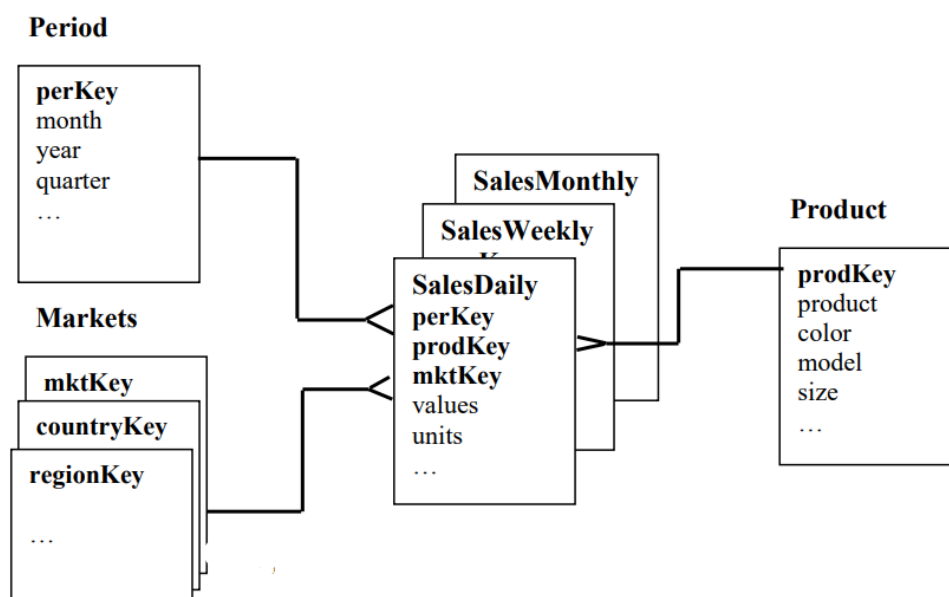 Period
perKey
month
year
quarter
…
Markets
mktKey
countryKey
regionKey
…
SalesMonthly
SalesWeekly
SalesDaily
perKey
prodKey
mktKey
values
units
…
Product
prodKey
product
color
model
size
…